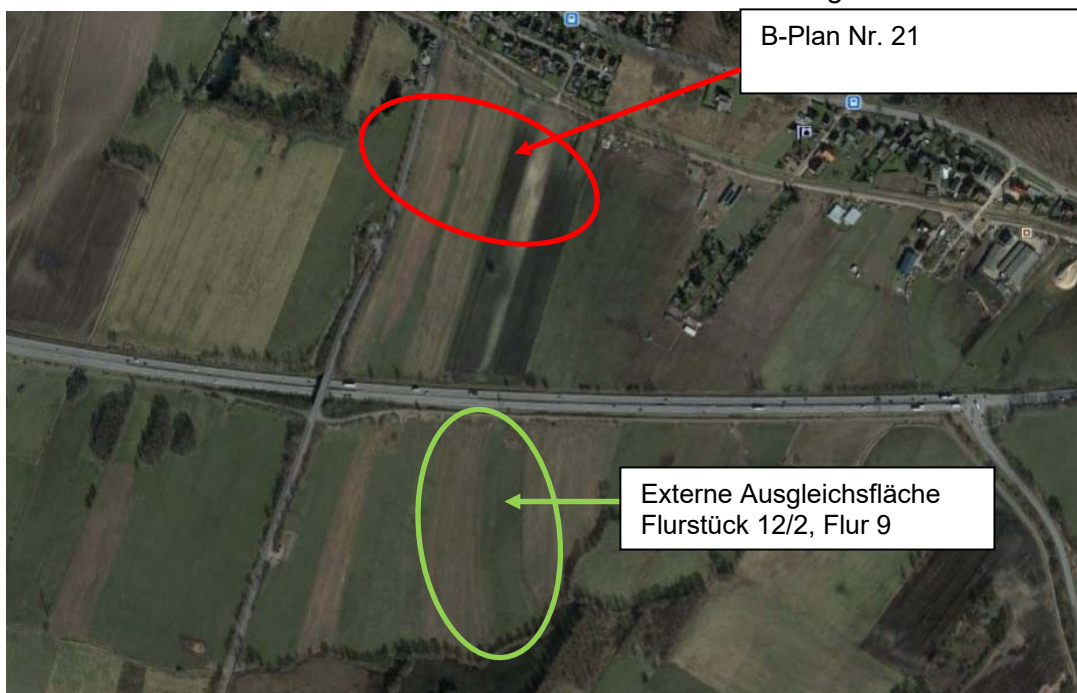 B-Plan Nr. 21
Externe Ausgleichsfläche
Flurstück 12/2, Flur 9